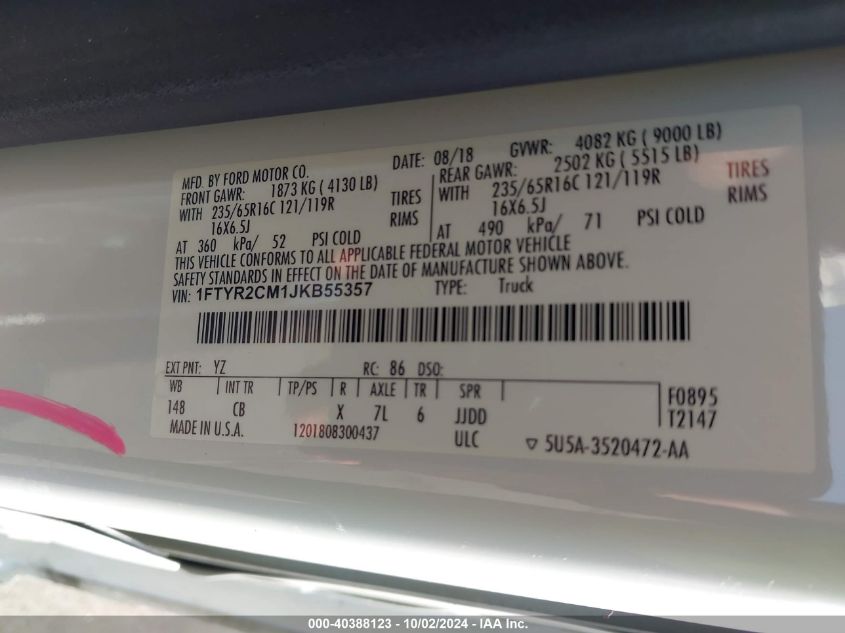 MFD. BY FORD MOTOR CO. DATE: 08/18 GVWR: 4082 KG ( 9000 LB)
FRONT GAWR: 1873 KG ( 4130 LB) REAR GAWR: 2502 KG ( 5515 LB)
WITH 235/65R16C 121/119R TIRES WITH 235/65R16C 121/119R TIRES
16X6.5J RIMS 16X6.5J RIMS
AT 360 kPa/ 52 PSI COLD AT 490 kPa/ 71 PSI COLD
THIS VEHICLE CONFORMS TO ALL APPLICABLE FEDERAL MOTOR VEHICLE
SAFETY STANDARDS IN EFFECT ON THE DATE OF MANUFACTURE SHOWN ABOVE.
VIN: 1FTYR2CM1JKB55357 TYPE: Truck
EXT PNT: YZ RC: 86 DSO:
WB INT TR TP/PS R AXLE TR SPR F0895
148 CB X 7L 6 JJDD T2147
MADE IN U.S.A. 1201808300437 ULC ▽ 5U5A-3520472-AA
000-40388123 - 10/02/2024 - IAAI.com